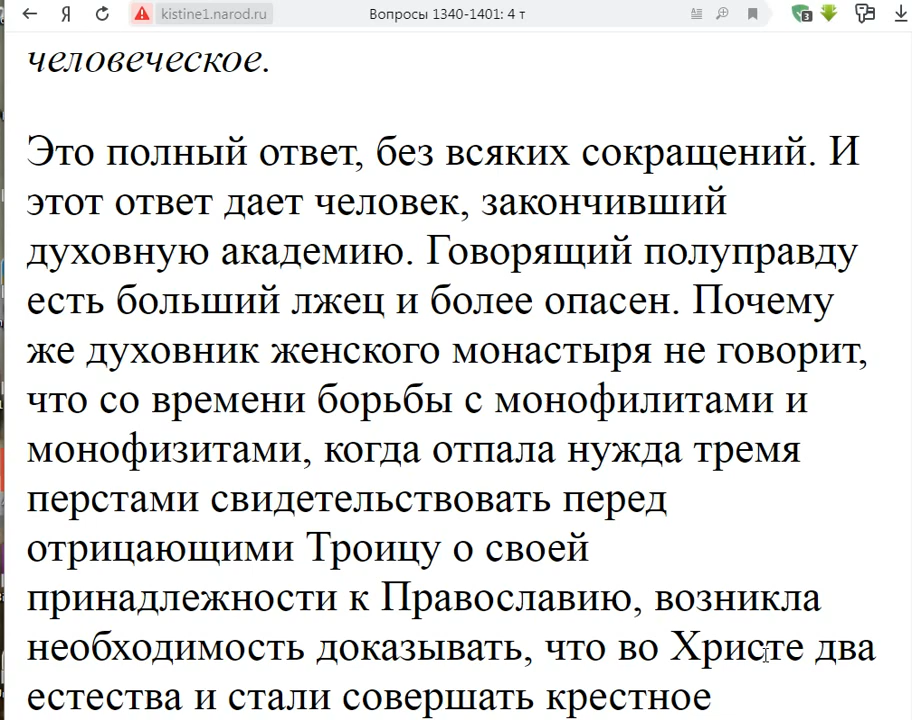 kistine1.narod.ru
Вопросы 1340-1401: 4 т
3
человеческое.
Это полный ответ, без всяких сокращений. И
этот ответ дает человек, закончивший
духовную академию. Говорящий полуправду
есть больший лжец и более опасен. Почему
же духовник женского монастыря не говорит,
что со времени борьбы с монофилитами и
монофизитами, когда отпала нужда тремя
перстами свидетельствовать перед
отрицающими Троицу о своей
принадлежности к Православию, возникла
необходимость доказывать, что во Христе два
естества и стали совершать крестное